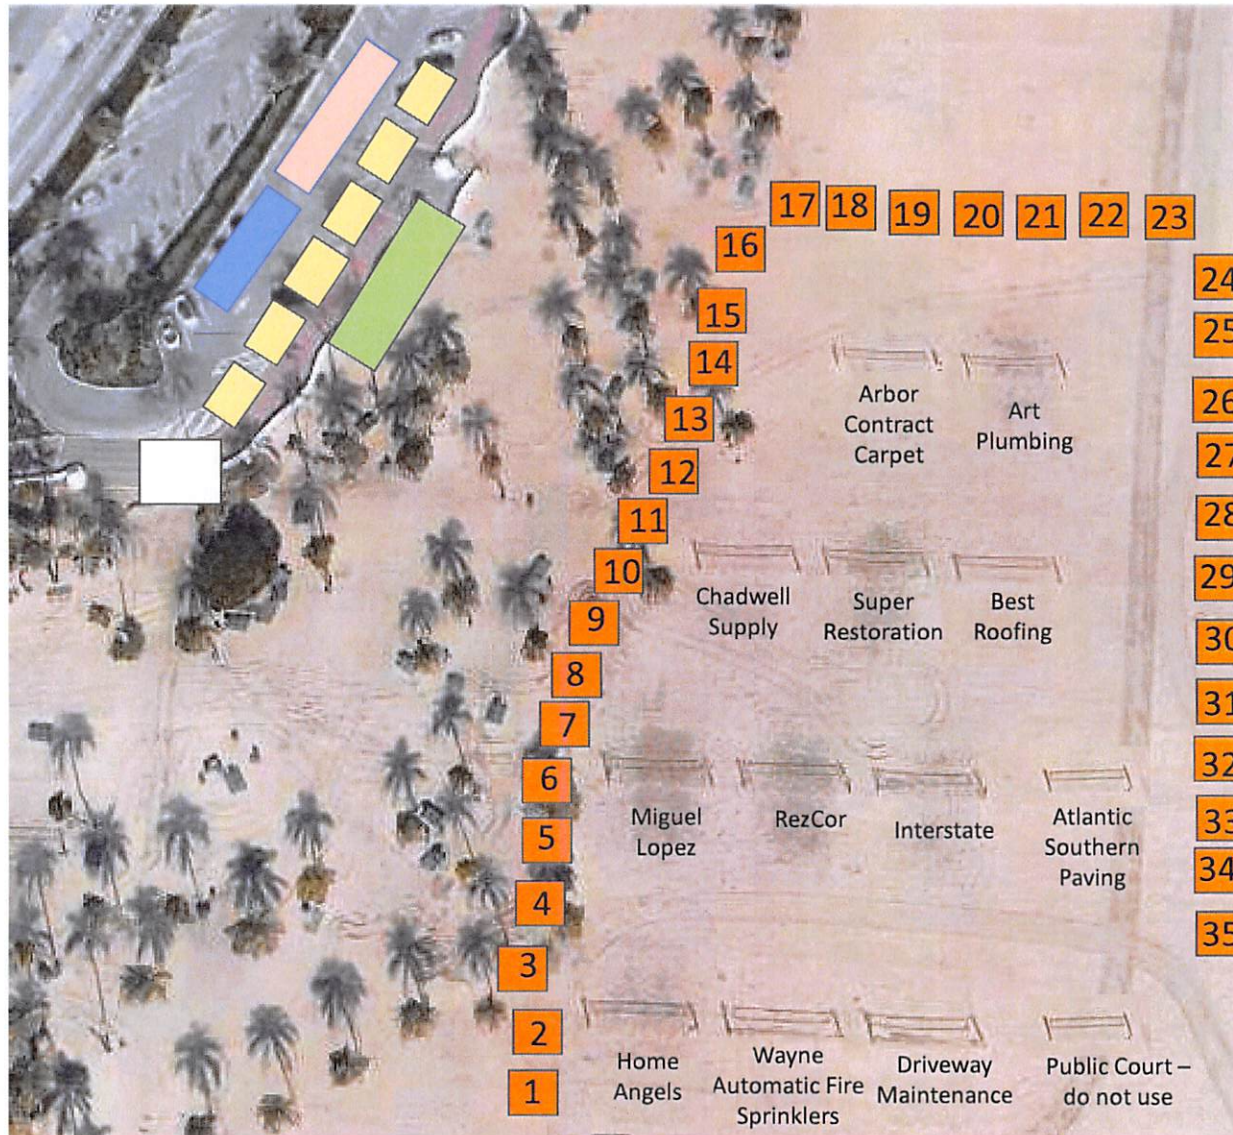 17
18
19
20
21
22
23
16
24
15
25
14
Arbor
Contract
Carpet
Art
Plumbing
26
13
27
12
28
11
10
29
Chadwell
Supply
Super
Restoration
Best
Roofing
9
30
8
31
7
6
32
Miguel
Lopez
RezCor
Interstate
Atlantic
Southern
Paving
33
5
34
4
35
3
2
Home
Angels
Wayne
Automatic Fire
Sprinklers
Driveway
Maintenance
Public Court –
do not use
1